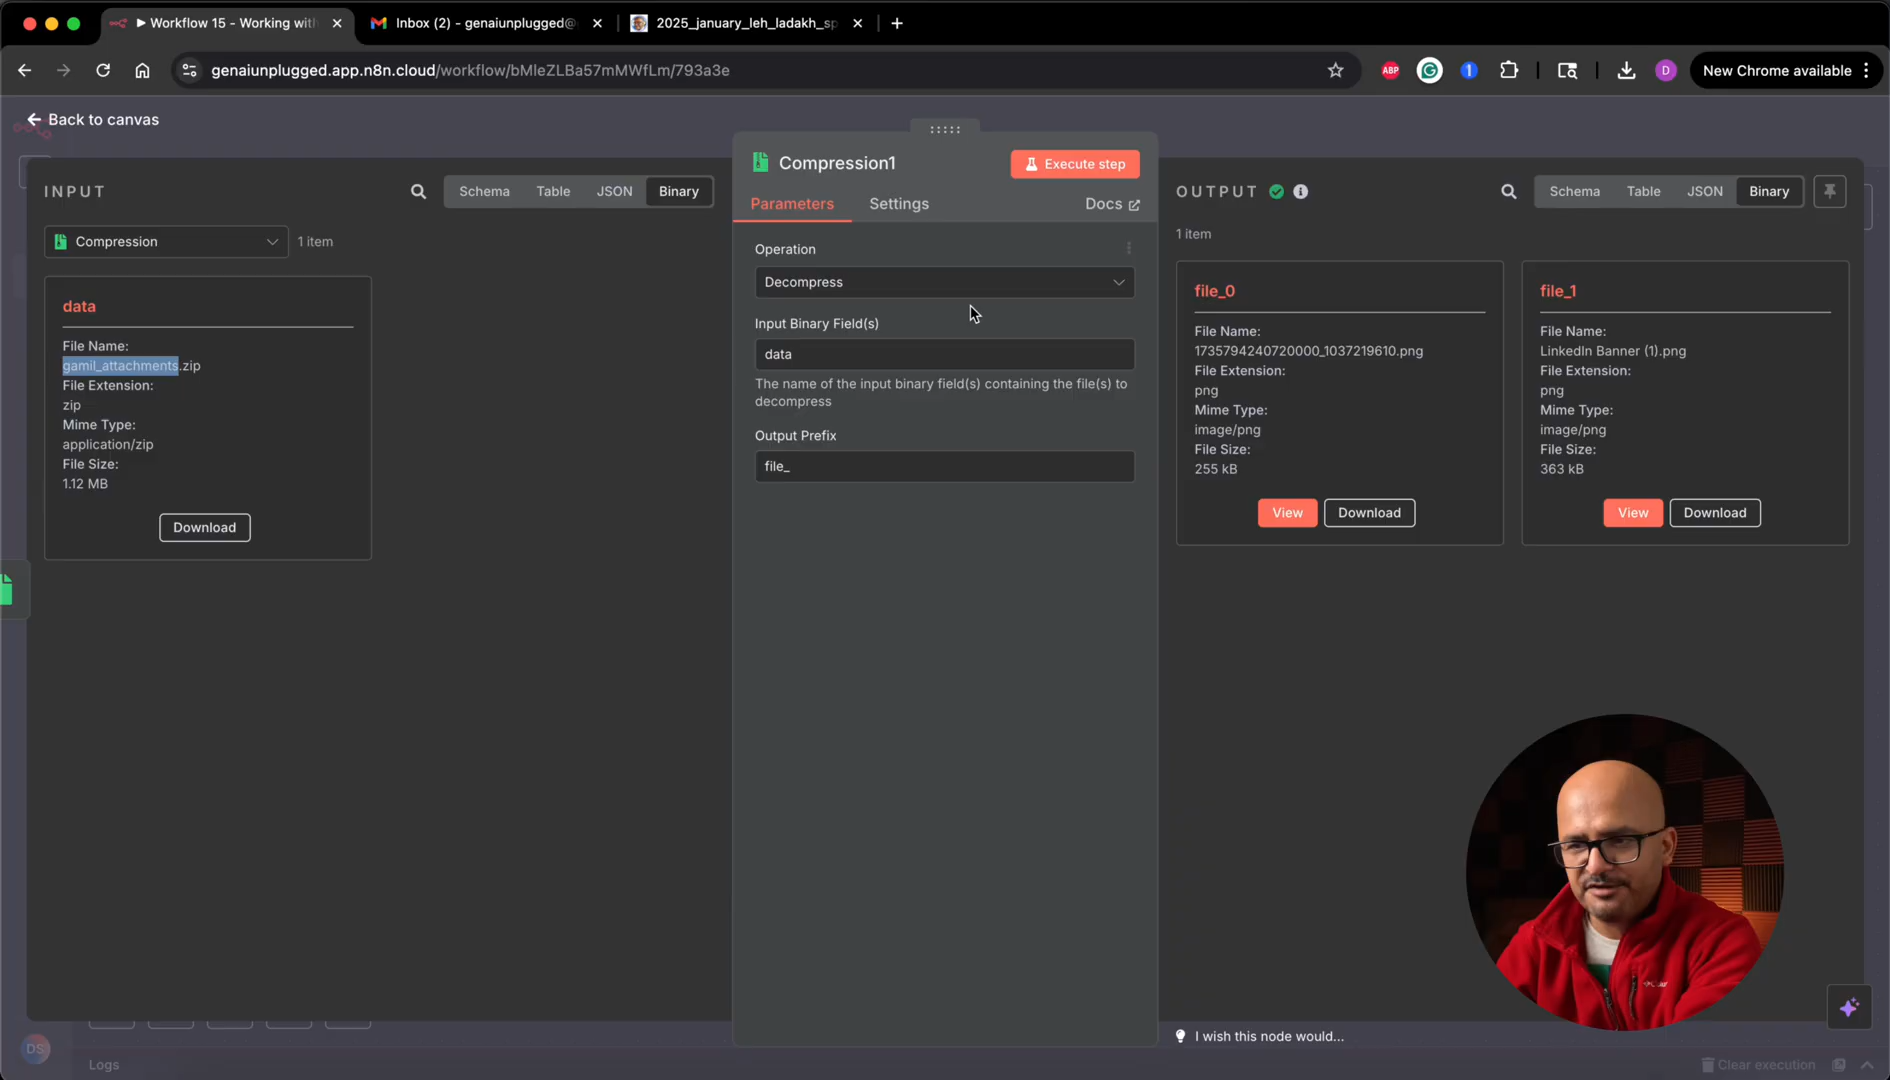 Workflow 15 - Working with
Inbox (2) - genaiunplugged@
2025_january_leh_ladakh_sp
genaiunplugged.app.n8n.cloud/workflow/bMleZLBa57mMWfLm/793a3e
ABP
1
D
New Chrome available
Back to canvas
INPUT
Schema
Table
JSON
Binary
Compression
1 item
data
File Name:
gamil_attachments.zip
File Extension:
zip
Mime Type:
application/zip
File Size:
1.12 MB
Download
Compression1
Execute step
Parameters
Settings
Docs
Operation
Decompress
Input Binary Field(s)
data
The name of the input binary field(s) containing the file(s) to
decompress
Output Prefix
file_
OUTPUT
Schema
Table
JSON
Binary
1 item
file_0
File Name:
1735794240720000_1037219610.png
File Extension:
png
Mime Type:
image/png
File Size:
255 kB
View
Download
file_1
File Name:
LinkedIn Banner (1).png
File Extension:
png
Mime Type:
image/png
File Size:
363 kB
View
Download
I wish this node would...
DS
Logs
Clear execution